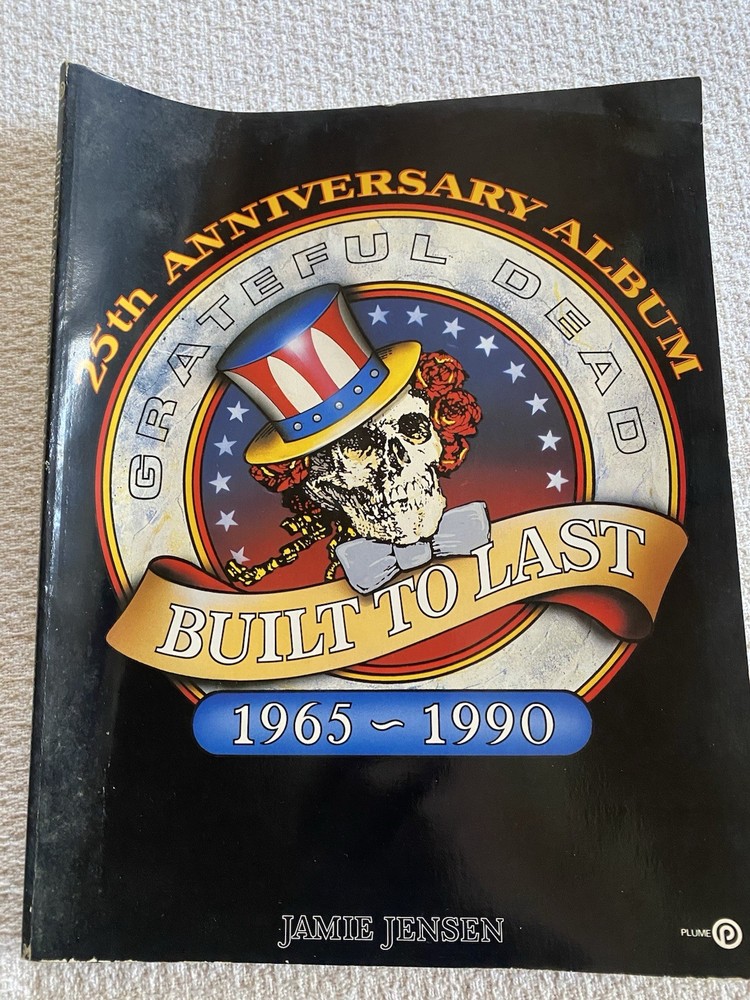 25th ANNIVERSARY ALBUM
GRATEFUL DEAD
BUILT TO LAST
1965 ~ 1990
JAMIE JENSEN
PLUME P